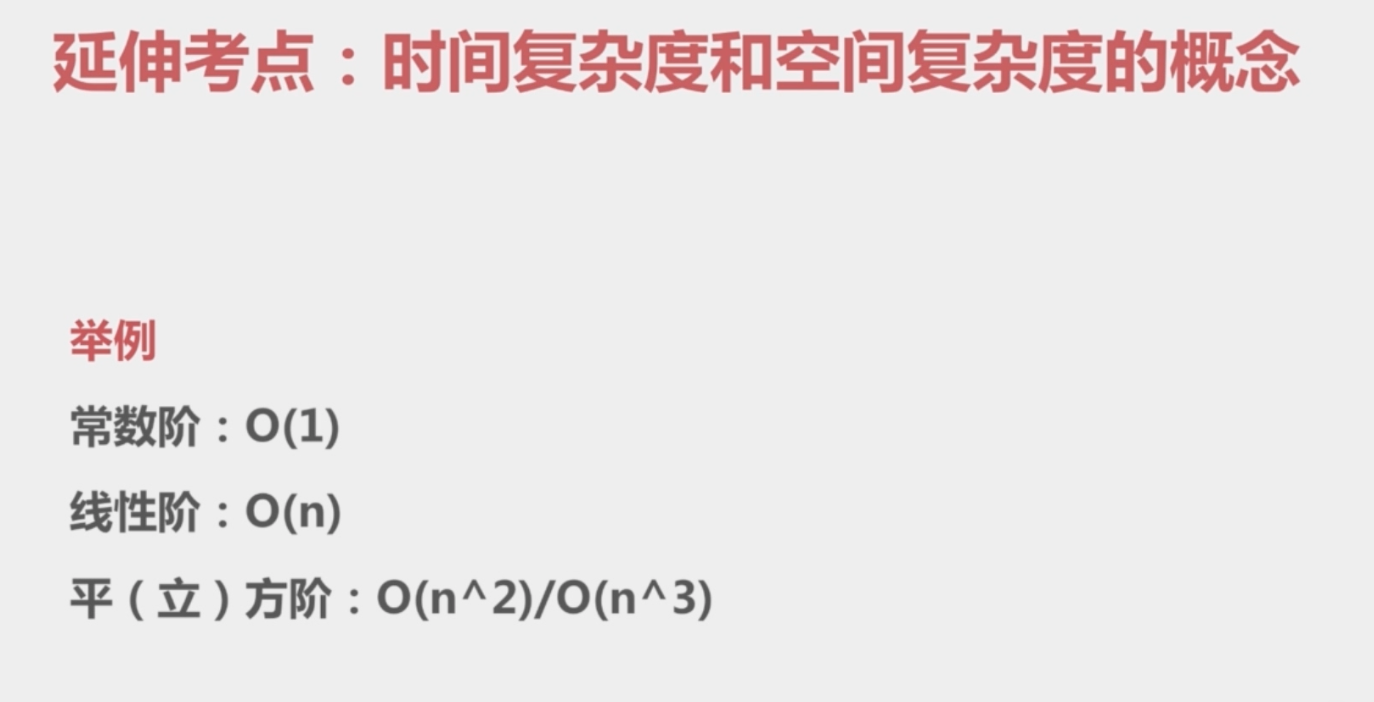 延伸考点：时间复杂度和空间复杂度的概念
举例
常数阶：O(1)
线性阶：O(n)
平（立）方阶：O(n^2)/O(n^3)